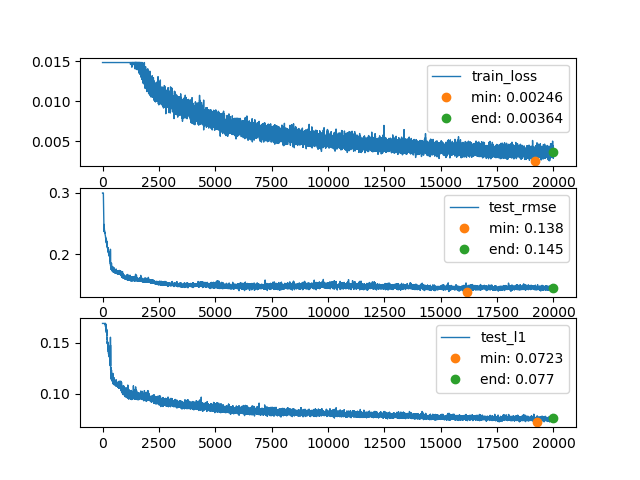 0.015
0.010
0.005
train_loss
min: 0.00246
end: 0.00364
0 2500 5000 7500 10000 12500 15000 17500 20000
0.3
0.2
test_rmse
min: 0.138
end: 0.145
0 2500 5000 7500 10000 12500 15000 17500 20000
0.15
0.10
test_l1
min: 0.0723
end: 0.077
0 2500 5000 7500 10000 12500 15000 17500 20000